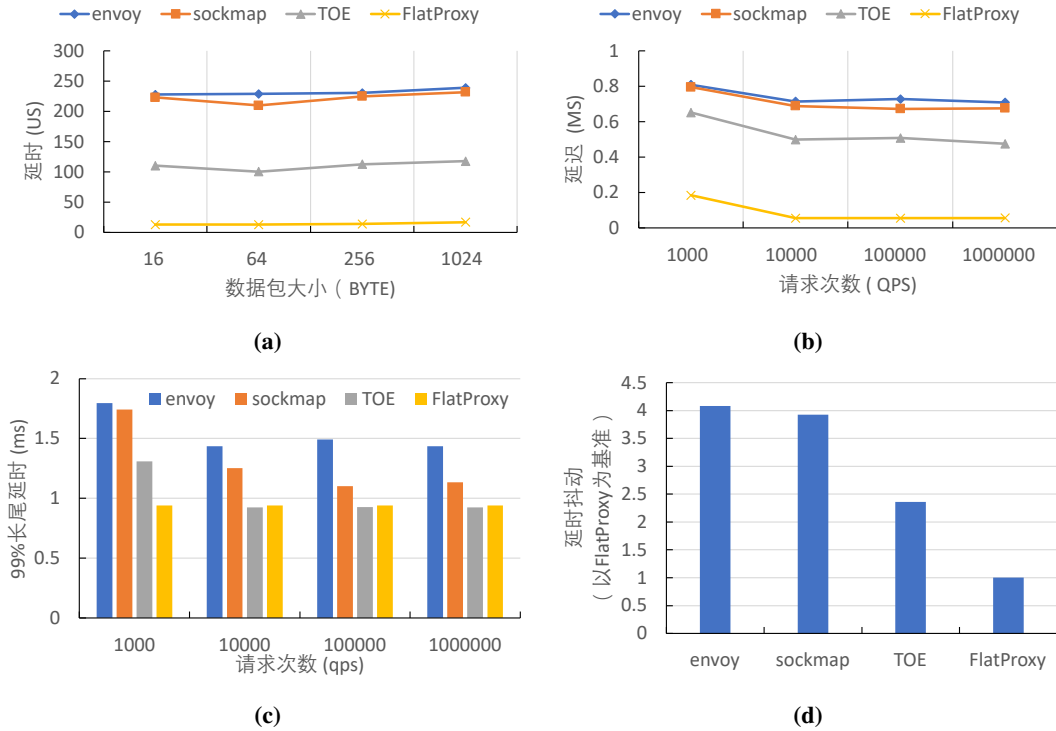 envoy sockmap TOE FlatProxy
300
250
200
150
100
50
0
延时 (US)
16 64 256 1024
数据包大小（ BYTE)
(a)
envoy sockmap TOE FlatProxy
1
0.8
0.6
0.4
0.2
0
延迟 (MS)
1000 10000 100000 1000000
请求次数 ( QPS)
(b)
2
1.5
1
0.5
0
99%长尾延时 (ms)
envoy sockmap TOE FlatProxy
1000 10000 100000 1000000
请求次数 (qps)
(c)
4.5
4
3.5
3
2.5
2
1.5
1
0.5
0
延时抖动
（以FlatProxy为基准）
envoy sockmap TOE FlatProxy
(d)